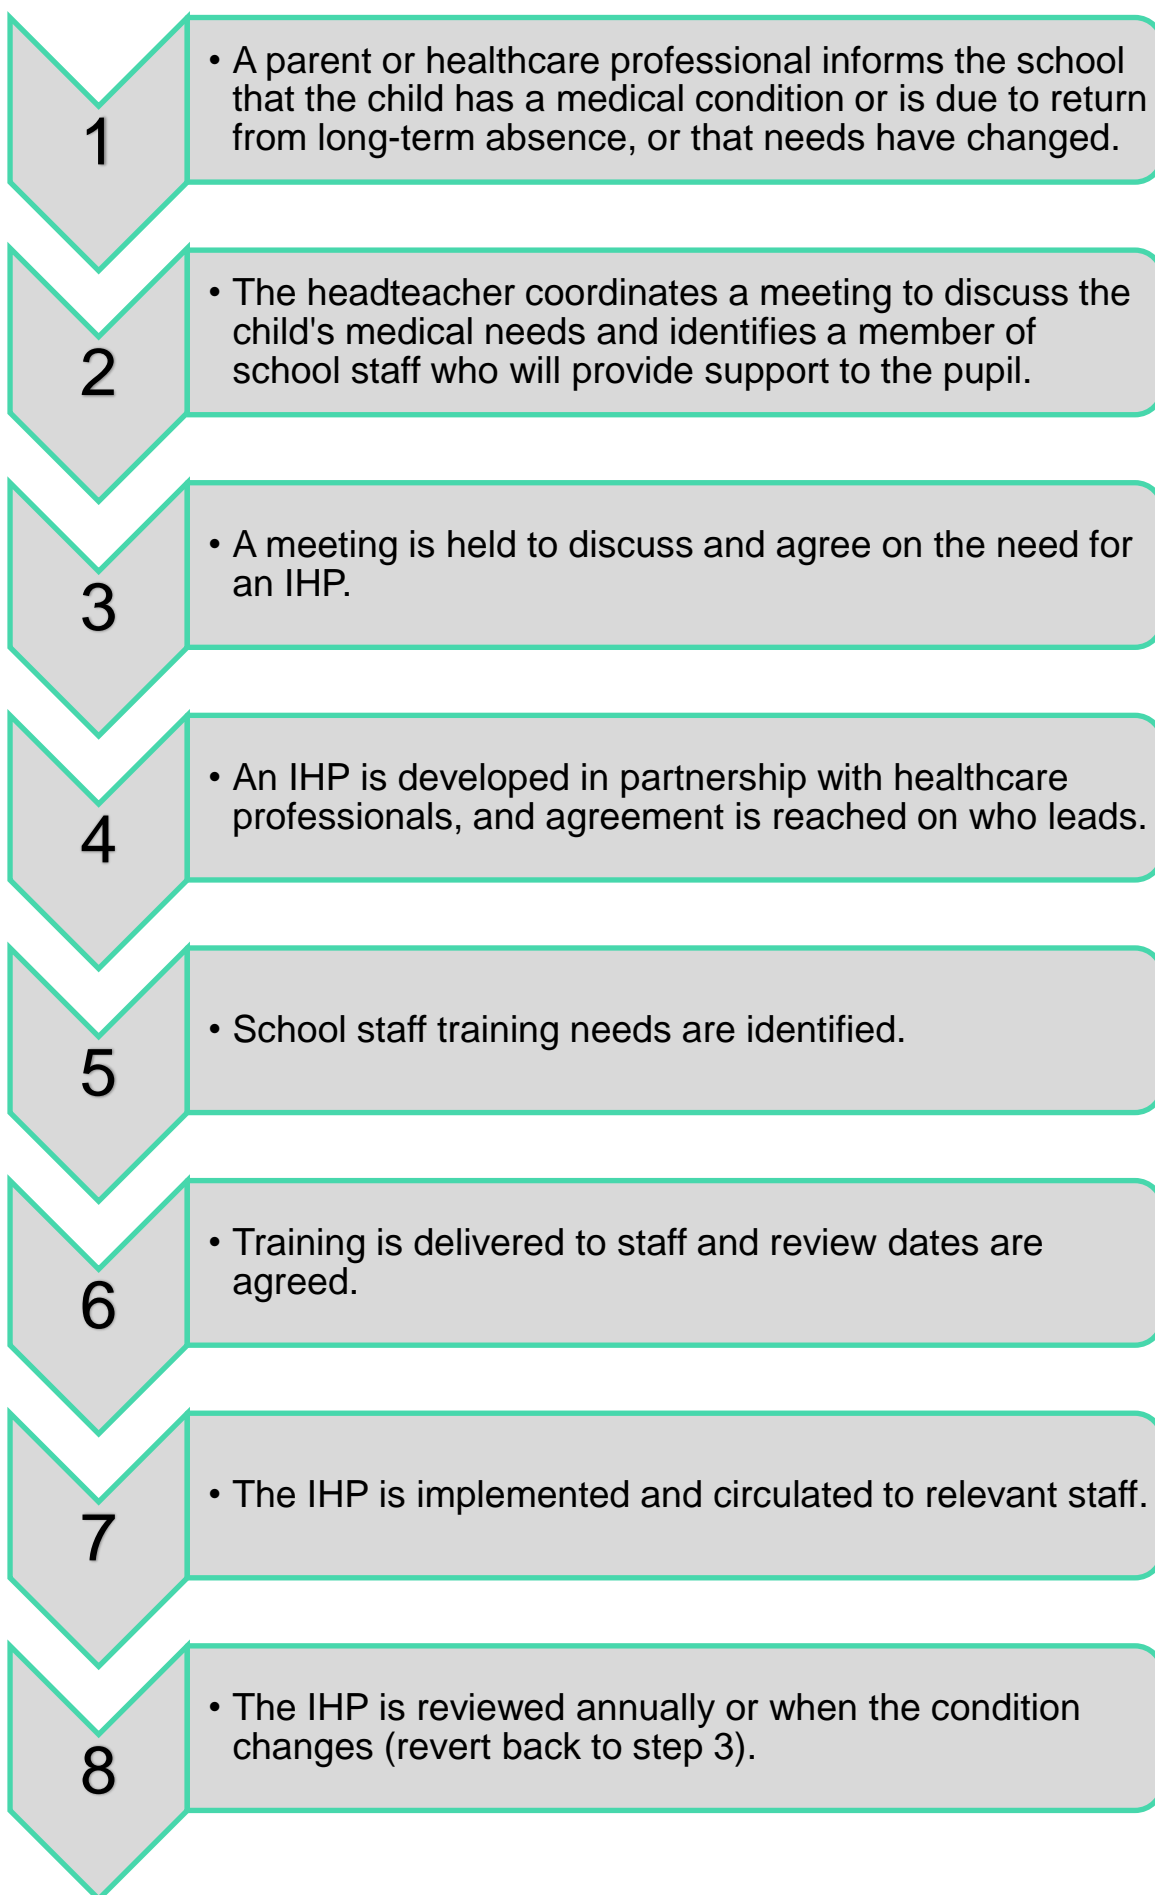 1
• A parent or healthcare professional informs the school
that the child has a medical condition or is due to return
from long-term absence, or that needs have changed.
2
• The headteacher coordinates a meeting to discuss the
child's medical needs and identifies a member of
school staff who will provide support to the pupil.
3
• A meeting is held to discuss and agree on the need for
an IHP.
4
• An IHP is developed in partnership with healthcare
professionals, and agreement is reached on who leads.
5
• School staff training needs are identified.
6
• Training is delivered to staff and review dates are
agreed.
7
• The IHP is implemented and circulated to relevant staff.
8
• The IHP is reviewed annually or when the condition
changes (revert back to step 3).